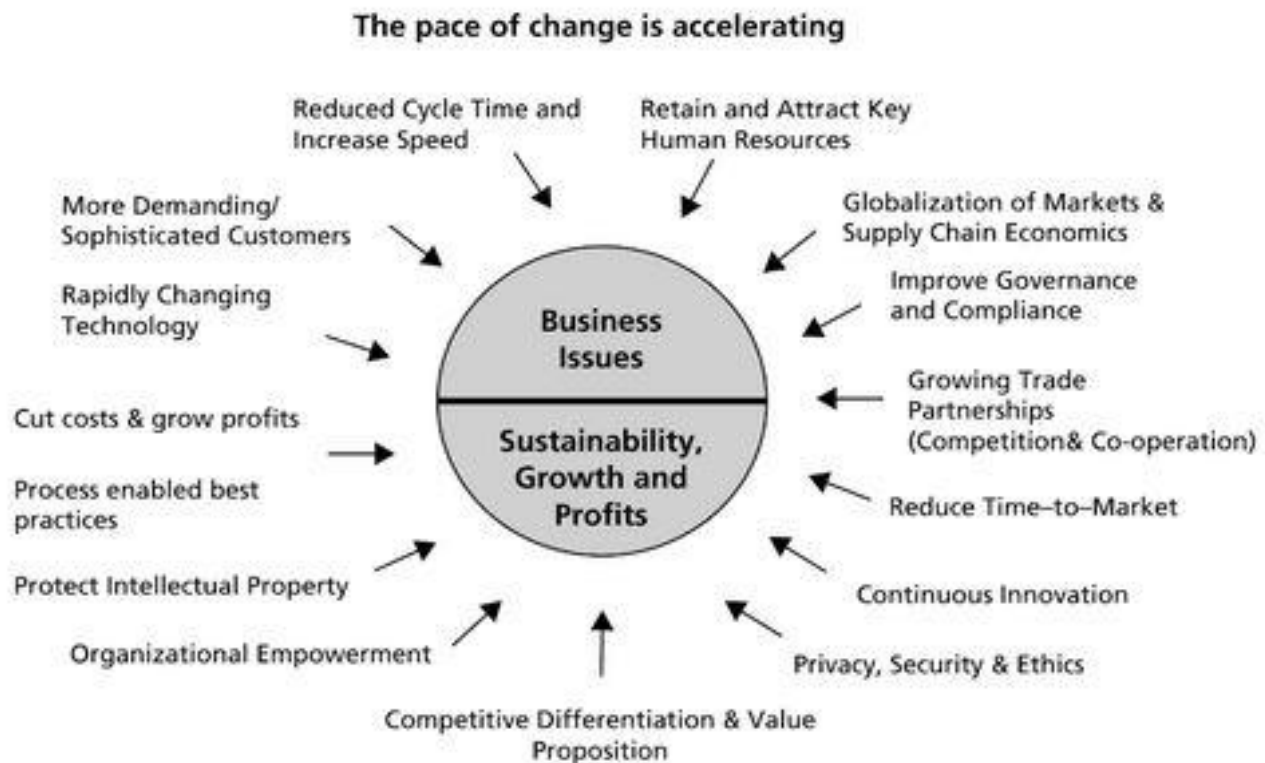 The pace of change is accelerating
Reduced Cycle Time and
Increase Speed
Retain and Attract Key
Human Resources
More Demanding/
Sophisticated Customers
Globalization of Markets &
Supply Chain Economics
Rapidly Changing
Technology
Improve Governance
and Compliance
Business
Issues
Growing Trade
Partnerships
(Competition& Co-operation)
Cut costs & grow profits
Sustainability,
Growth and
Profits
Process enabled best
practices
Reduce Time–to–Market
Protect Intellectual Property
Continuous Innovation
Organizational Empowerment
Privacy, Security & Ethics
Competitive Differentiation & Value
Proposition